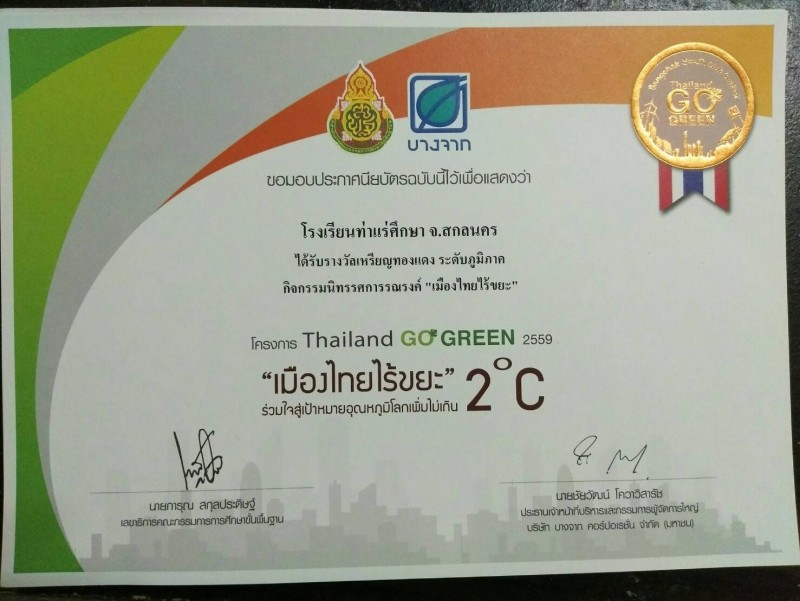 บางจาก
Thailand
GO
GREEN
ขอมอบประกาศนียบัตรฉบับนี้ไว้เพื่อแสดงว่า
โรงเรียนท่าแร่ศึกษา จ.สกลนคร
ได้รับรางวัลเหรียญทองแดง ระดับภูมิภาค
กิจกรรมนิทรรศการรณรงค์ "เมืองไทยไร้ขยะ"
โครงการ Thailand GO GREEN 2559
"เมืองไทยไร้ขยะ" 2°C
ร่วมใจสู่เป้าหมายอุณหภูมิโลกเพิ่มไม่เกิน
นายการุณ สกุลประดิษฐ์
เลขาธิการคณะกรรมการการศึกษาขั้นพื้นฐาน
นายชัยวัฒน์ โควาวิสารัช
ประธานเจ้าหน้าที่บริหารและกรรมการผู้จัดการใหญ่
บริษัท บางจาก คอร์ปอเรชั่น จำกัด (มหาชน)